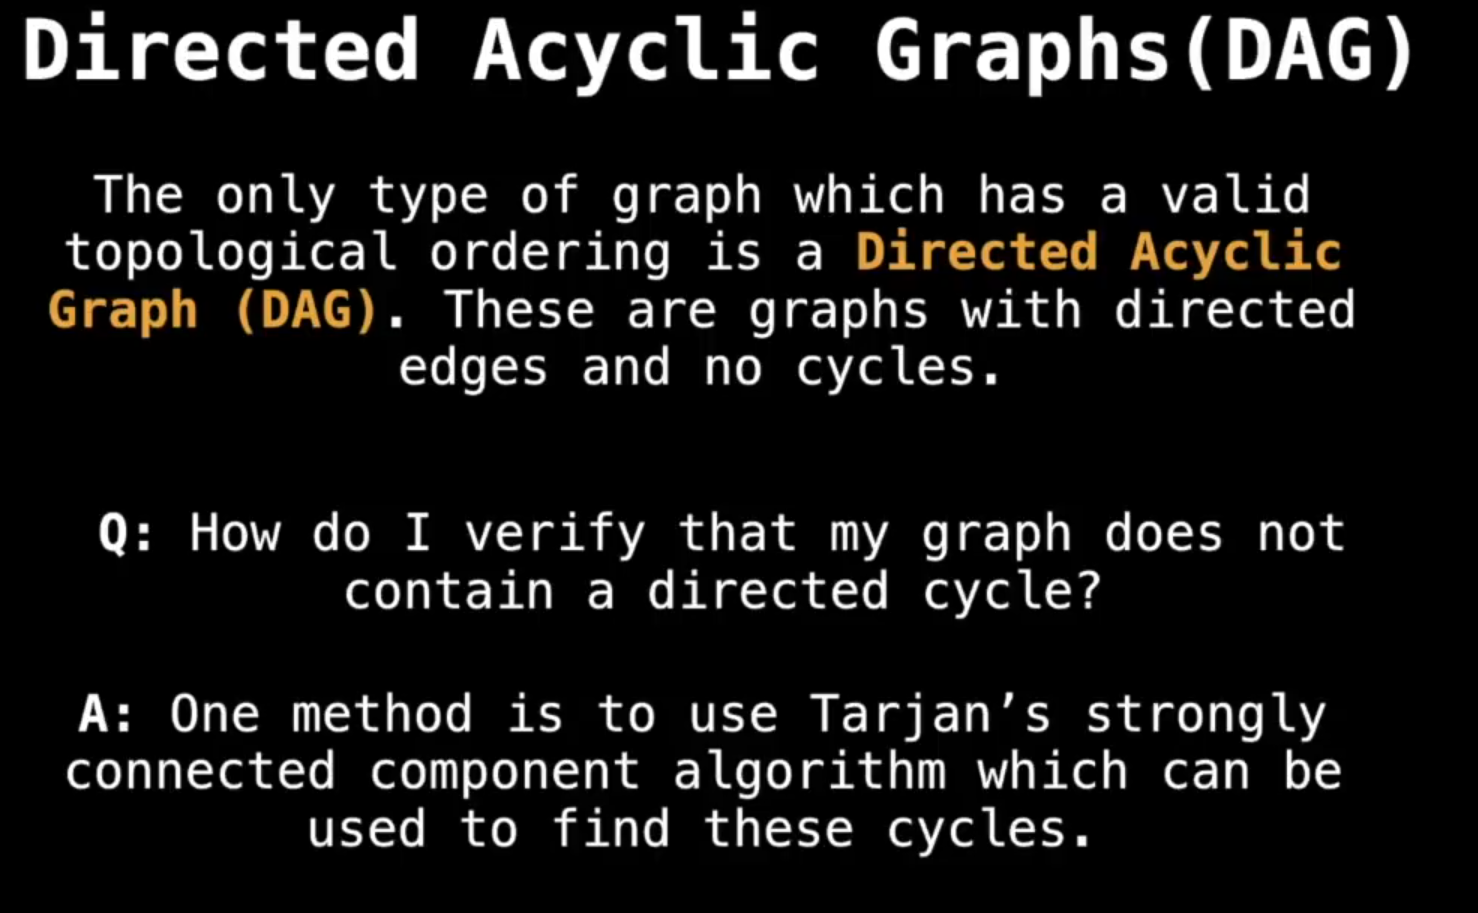 Directed Acyclic Graphs(DAG)
The only type of graph which has a valid
topological ordering is a Directed Acyclic
Graph (DAG). These are graphs with directed
edges and no cycles.
Q: How do I verify that my graph does not
contain a directed cycle?
A: One method is to use Tarjan’s strongly
connected component algorithm which can be
used to find these cycles.